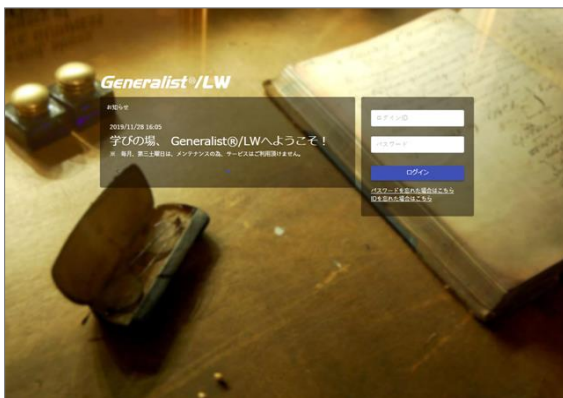 Generalist®/LW
お知らせ
2019/11/28 16:05
学びの場、 Generalist®/LWへようこそ！
※ 毎月、第三土曜日は、メンテナンスの為、サービスはご利用頂けません。
ログインID
パスワード
ログイン
パスワードを忘れた場合はこちら
IDを忘れた場合はこちら